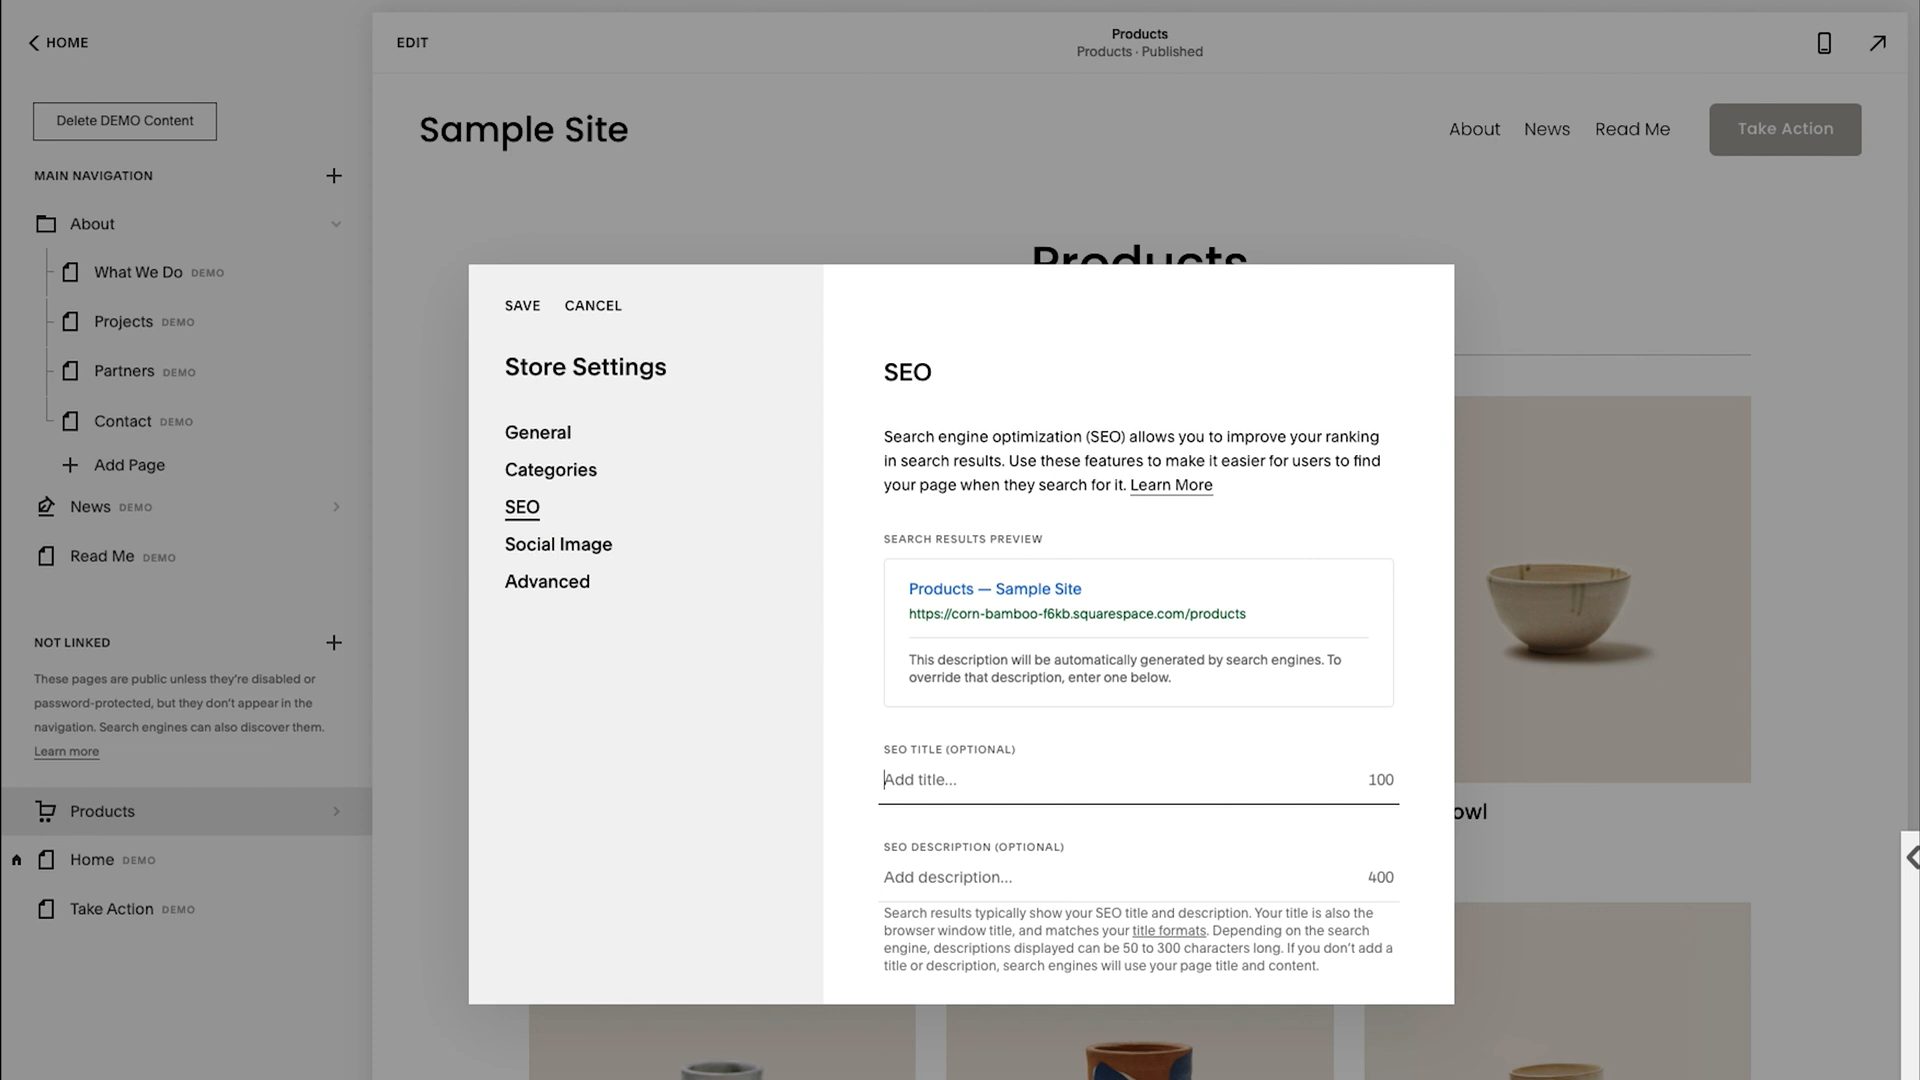 HOME
Delete DEMO Content
MAIN NAVIGATION
About
What We Do DEMO
Projects DEMO
Partners DEMO
Contact DEMO
Add Page
News DEMO
Read Me DEMO
NOT LINKED
These pages are public unless they're disabled or
password-protected, but they don't appear in the
navigation. Search engines can also discover them.
Learn more
Products
Home DEMO
Take Action DEMO
EDIT
Products
Products · Published
Sample Site
About
News
Read Me
Take Action
Products
SAVE
CANCEL
Store Settings
General
Categories
SEO
Social Image
Advanced
SEO
Search engine optimization (SEO) allows you to improve your ranking
in search results. Use these features to make it easier for users to find
your page when they search for it. Learn More
SEARCH RESULTS PREVIEW
Products — Sample Site
https://corn-bamboo-f6kb.squarespace.com/products
This description will be automatically generated by search engines. To
override that description, enter one below.
SEO TITLE (OPTIONAL)
Add title... 100
SEO DESCRIPTION (OPTIONAL)
Add description... 400
Search results typically show your SEO title and description. Your title is also the
browser window title, and matches your title formats. Depending on the search
engine, descriptions displayed can be 50 to 300 characters long. If you don't add a
title or description, search engines will use your page title and content.
owl